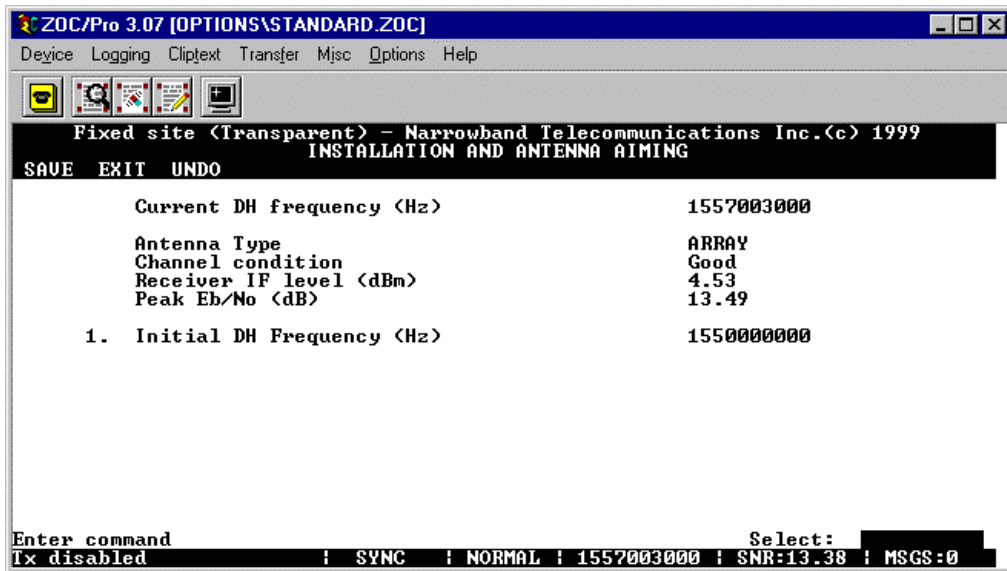 ZOC/Pro 3.07 [OPTIONS\STANDARD.ZOC]
Device Logging Cliptext Transfer Misc Options Help
Fixed site (Transparent) - Narrowband Telecommunications Inc.(c) 1999
INSTALLATION AND ANTENNA AIMING
SAVE EXIT UNDO
Current DH frequency (Hz) 1557003000
Antenna Type ARRAY
Channel condition Good
Receiver IF level (dBm) 4.53
Peak Eb/No (dB) 13.49
1. Initial DH Frequency (Hz) 1550000000
Enter command Select:
Tx disabled ¦ SYNC ¦ NORMAL ¦ 1557003000 ¦ SNR:13.38 ¦ MSGS:0